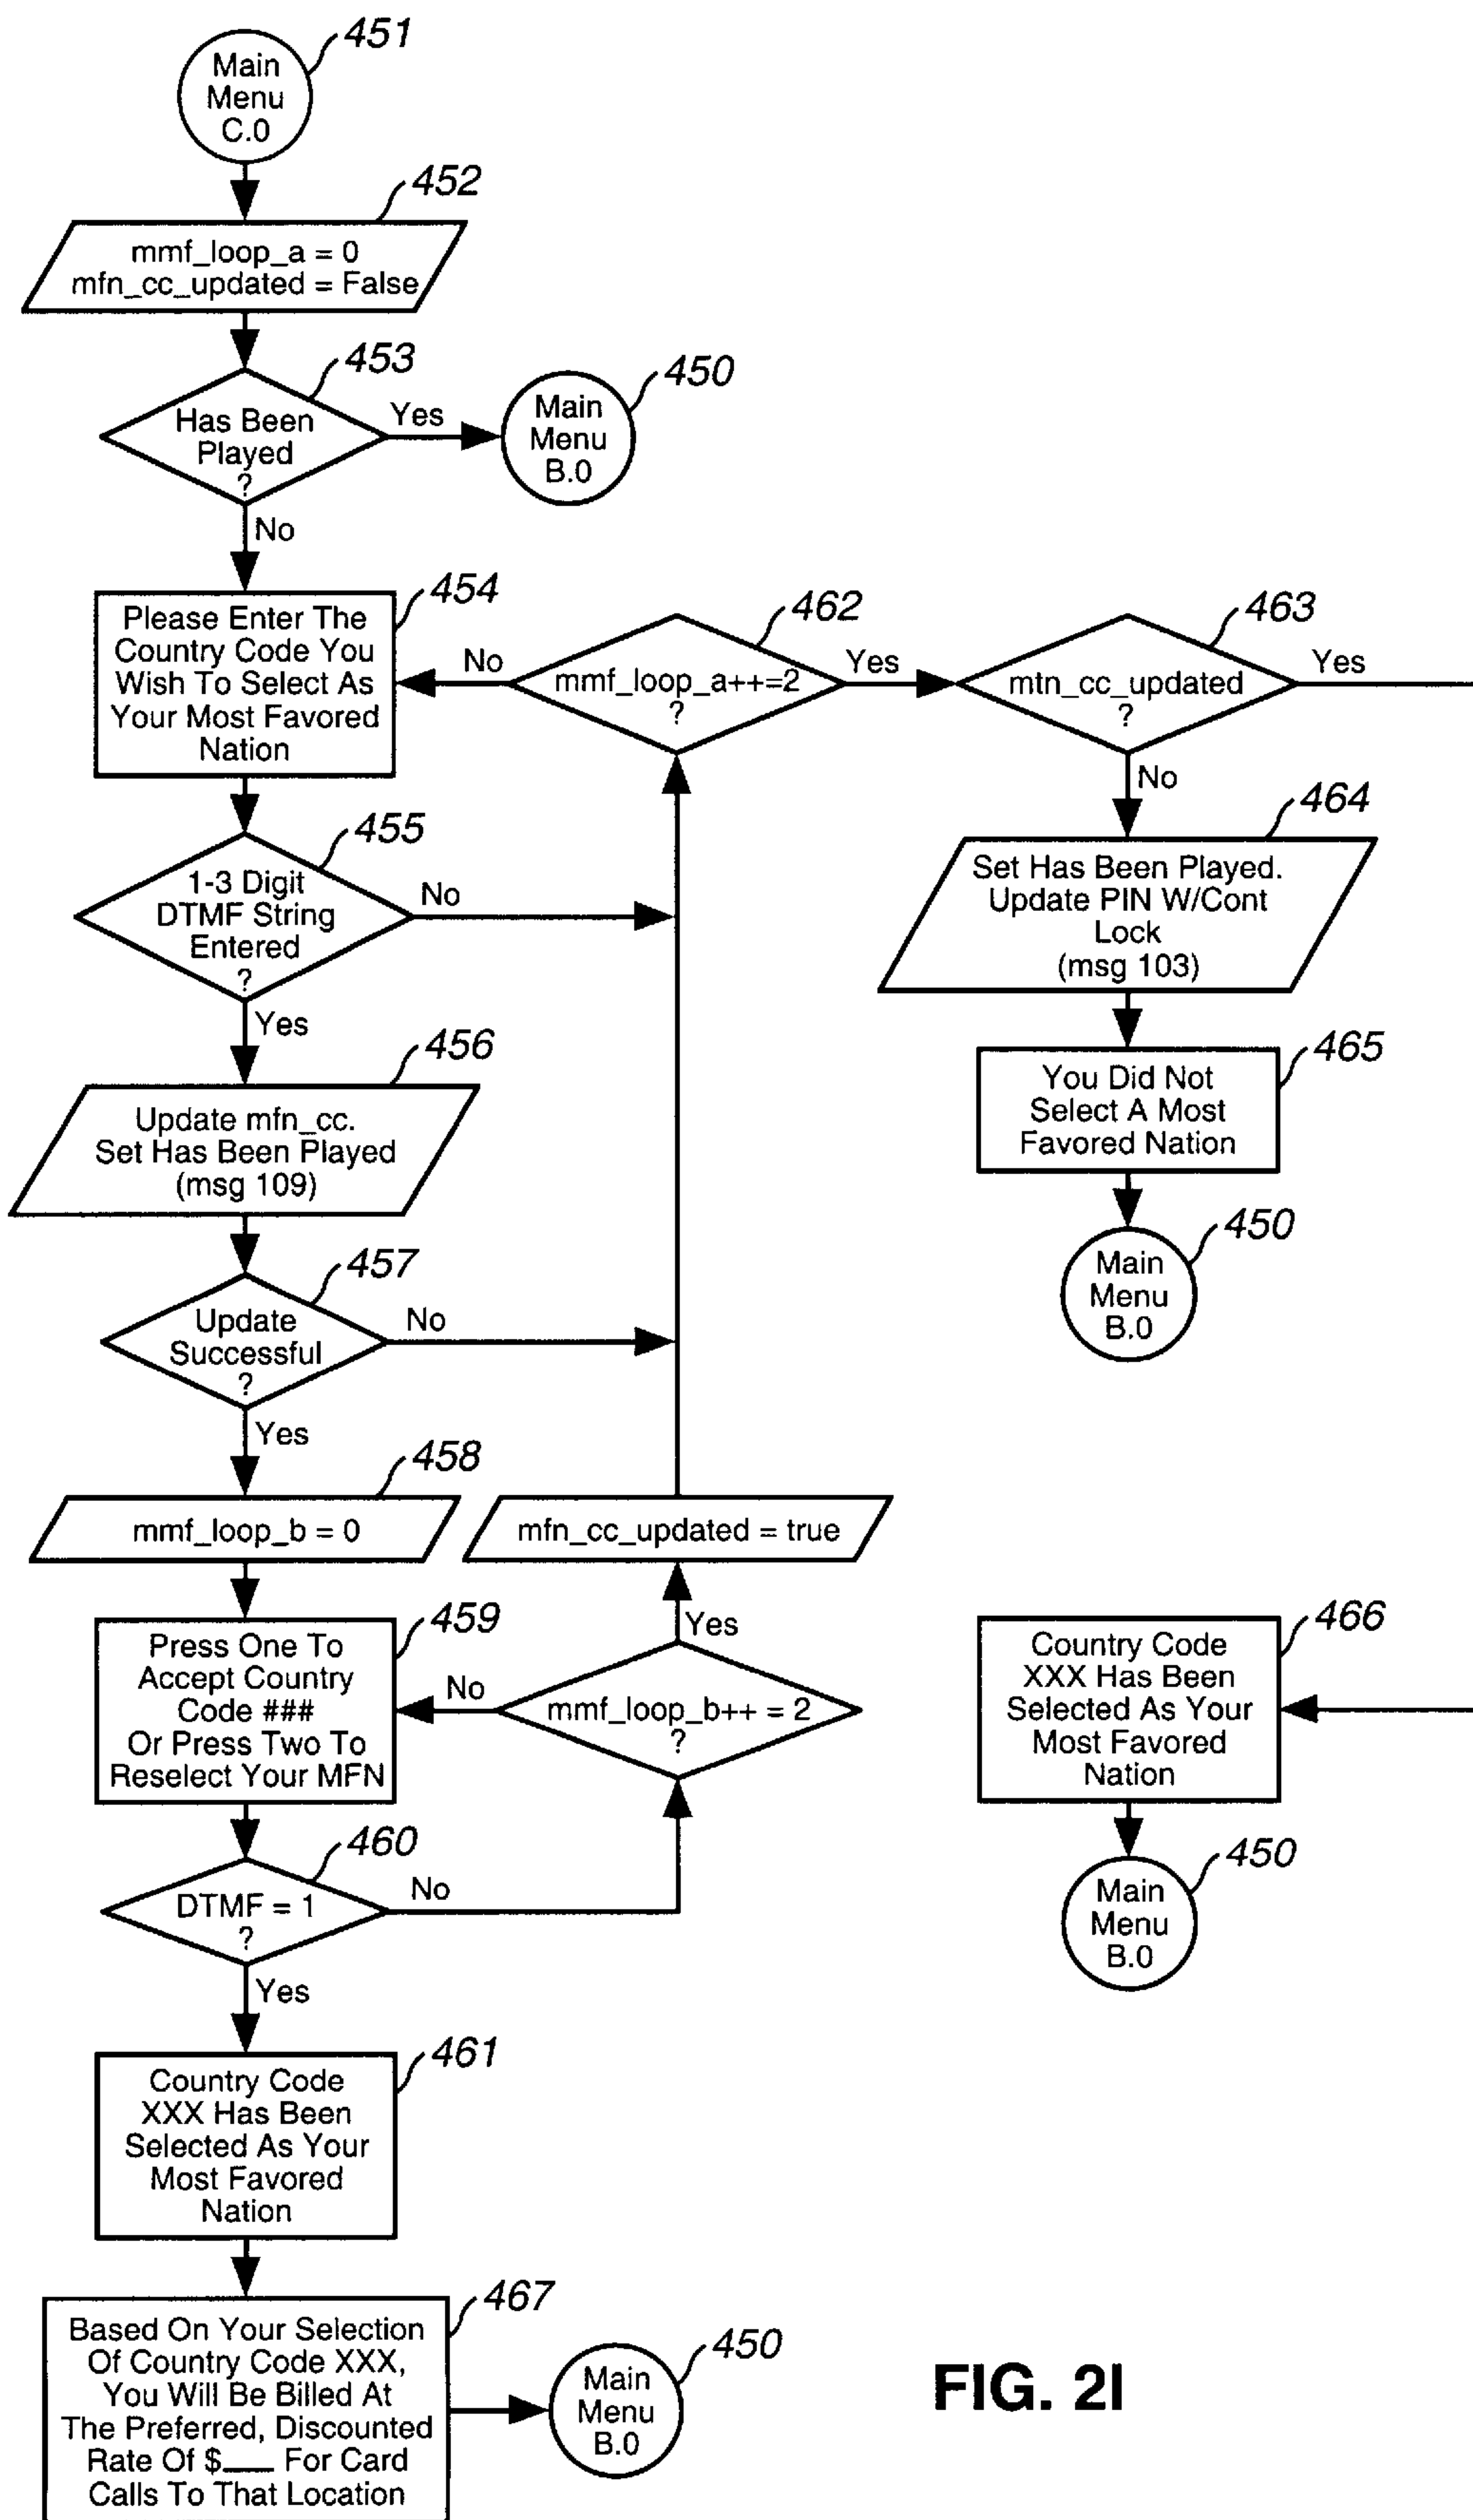 451
Main
Menu
C.0
452
mmf_loop_a = 0
mfn_cc_updated = False
453
Has Been
Played
?
Yes
450
Main
Menu
B.0
No
454
Please Enter The
Country Code You
Wish To Select As
Your Most Favored
Nation
No
462
mmf_loop_a++=2
?
Yes
463
mtn_cc_updated
?
Yes
No
455
1-3 Digit
DTMF String
Entered
?
No
464
Set Has Been Played.
Update PIN W/Cont
Lock
(msg 103)
Yes
456
Update mfn_cc.
Set Has Been Played
(msg 109)
465
You Did Not
Select A Most
Favored Nation
450
Main
Menu
B.0
457
Update
Successful
?
No
Yes
458
mmf_loop_b = 0
mfn_cc_updated = true
459
Press One To
Accept Country
Code ###
Or Press Two To
Reselect Your MFN
No
Yes
mmf_loop_b++ = 2
?
466
Country Code
XXX Has Been
Selected As Your
Most Favored
Nation
460
DTMF = 1
?
No
450
Main
Menu
B.0
Yes
461
Country Code
XXX Has Been
Selected As Your
Most Favored
Nation
467
Based On Your Selection
Of Country Code XXX,
You Will Be Billed At
The Preferred, Discounted
Rate Of $___ For Card
Calls To That Location
450
Main
Menu
B.0
FIG. 2I